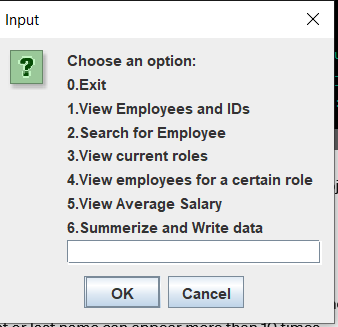 Input
Choose an option:
0.Exit
1.View Employees and IDs
2.Search for Employee
3.View current roles
4.View employees for a certain role
5.View Average Salary
6.Summerize and Write data
OK Cancel
or last name can appear more than 10 times